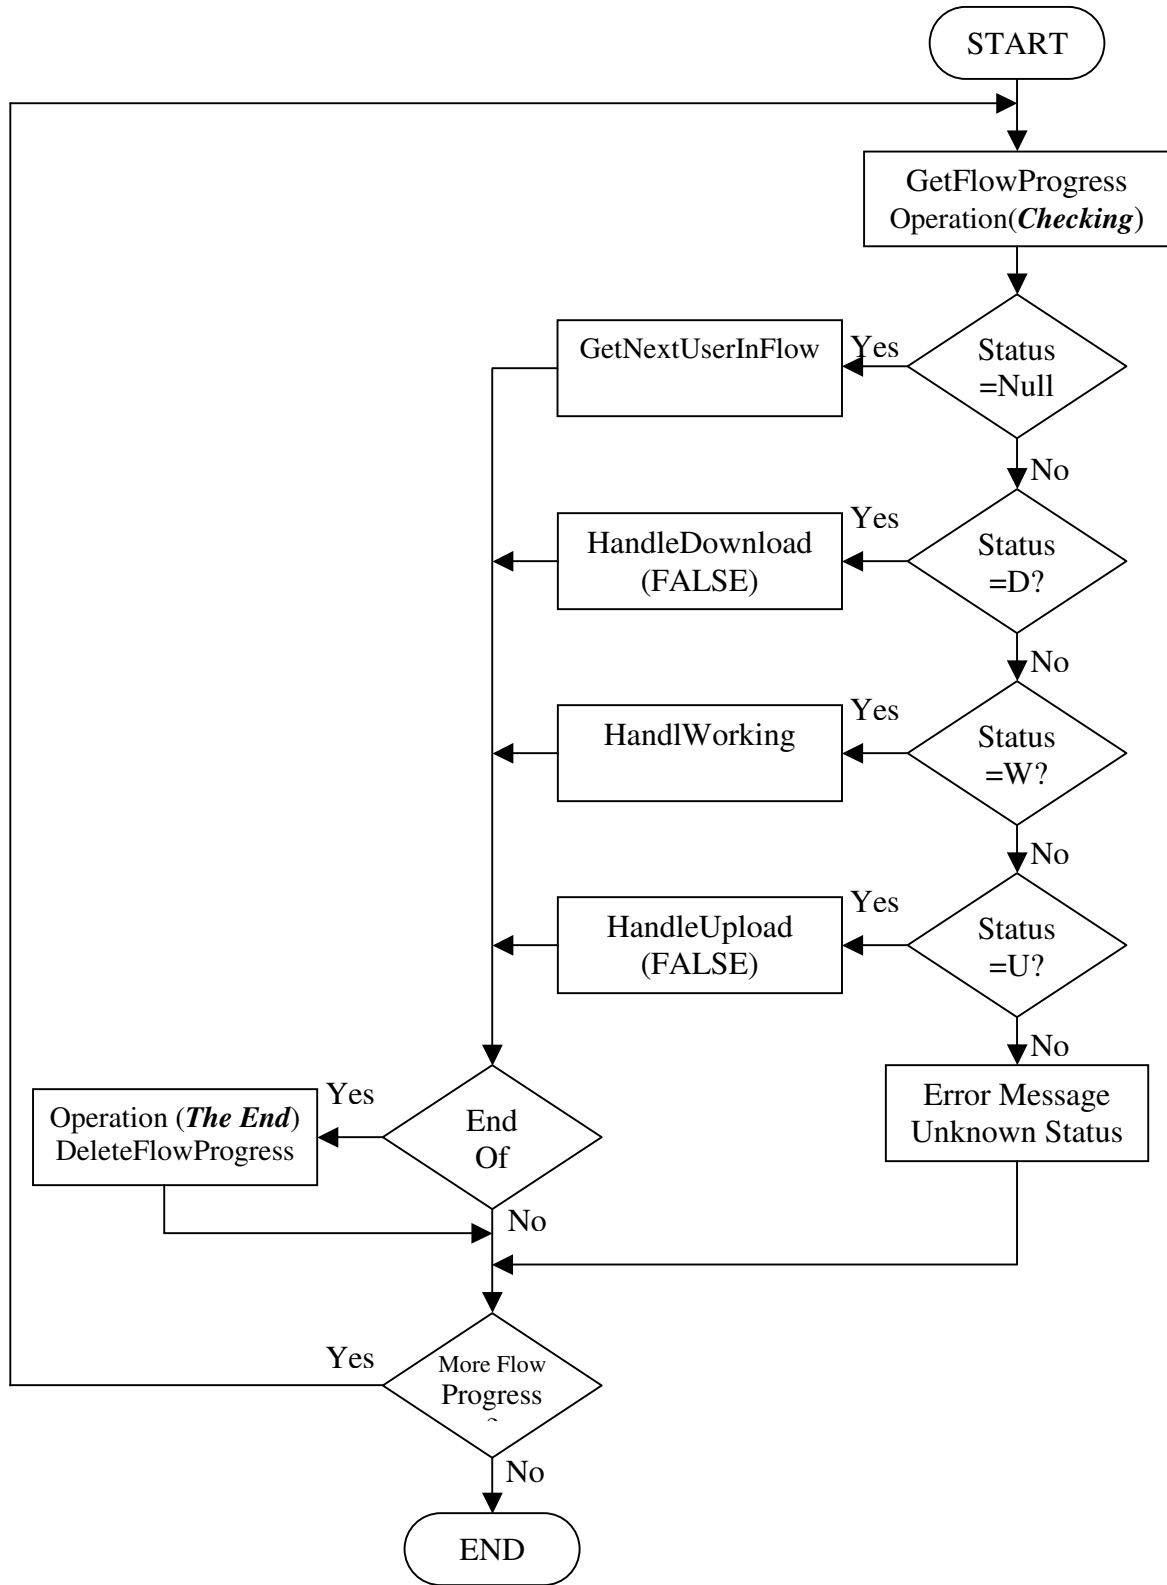 START
GetFlowProgress
Operation(Checking)
Status
=Null
Yes
GetNextUserInFlow
No
Status
=D?
Yes
HandleDownload
(FALSE)
No
Status
=W?
Yes
HandlWorking
No
Status
=U?
Yes
HandleUpload
(FALSE)
No
Error Message
Unknown Status
End
Of
Yes
Operation (The End)
DeleteFlowProgress
No
More Flow
Progress
Yes
No
END